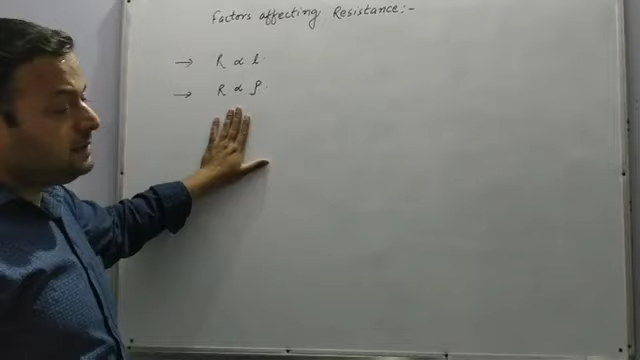 Factors affecting Resistance:-
→ R ∝ l.
→ R ∝ ρ.